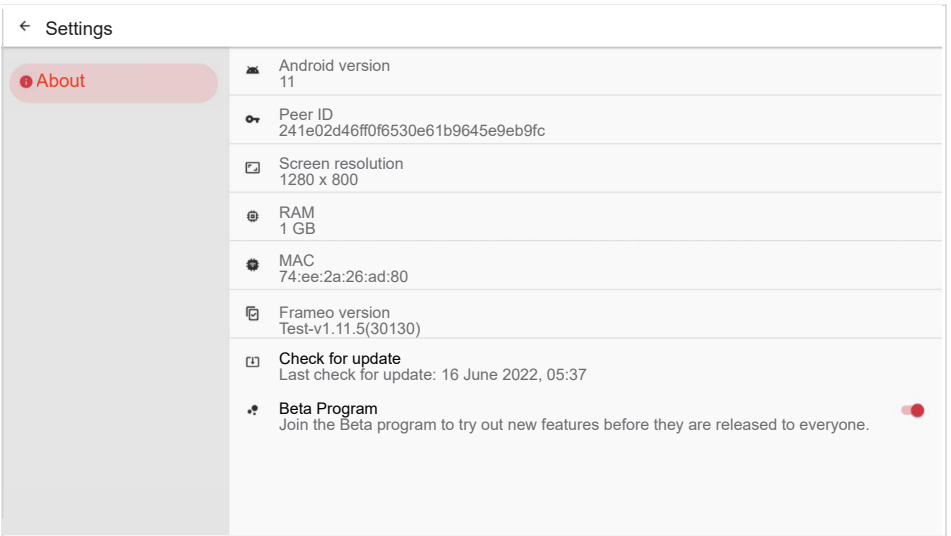 Settings
About
Android version
11
Peer ID
241e02d46ff0f6530e61b9645e9eb9fc
Screen resolution
1280 x 800
RAM
1 GB
MAC
74:ee:2a:26:ad:80
Frameo version
Test-v1.11.5(30130)
Check for update
Last check for update: 16 June 2022, 05:37
Beta Program
Join the Beta program to try out new features before they are released to everyone.